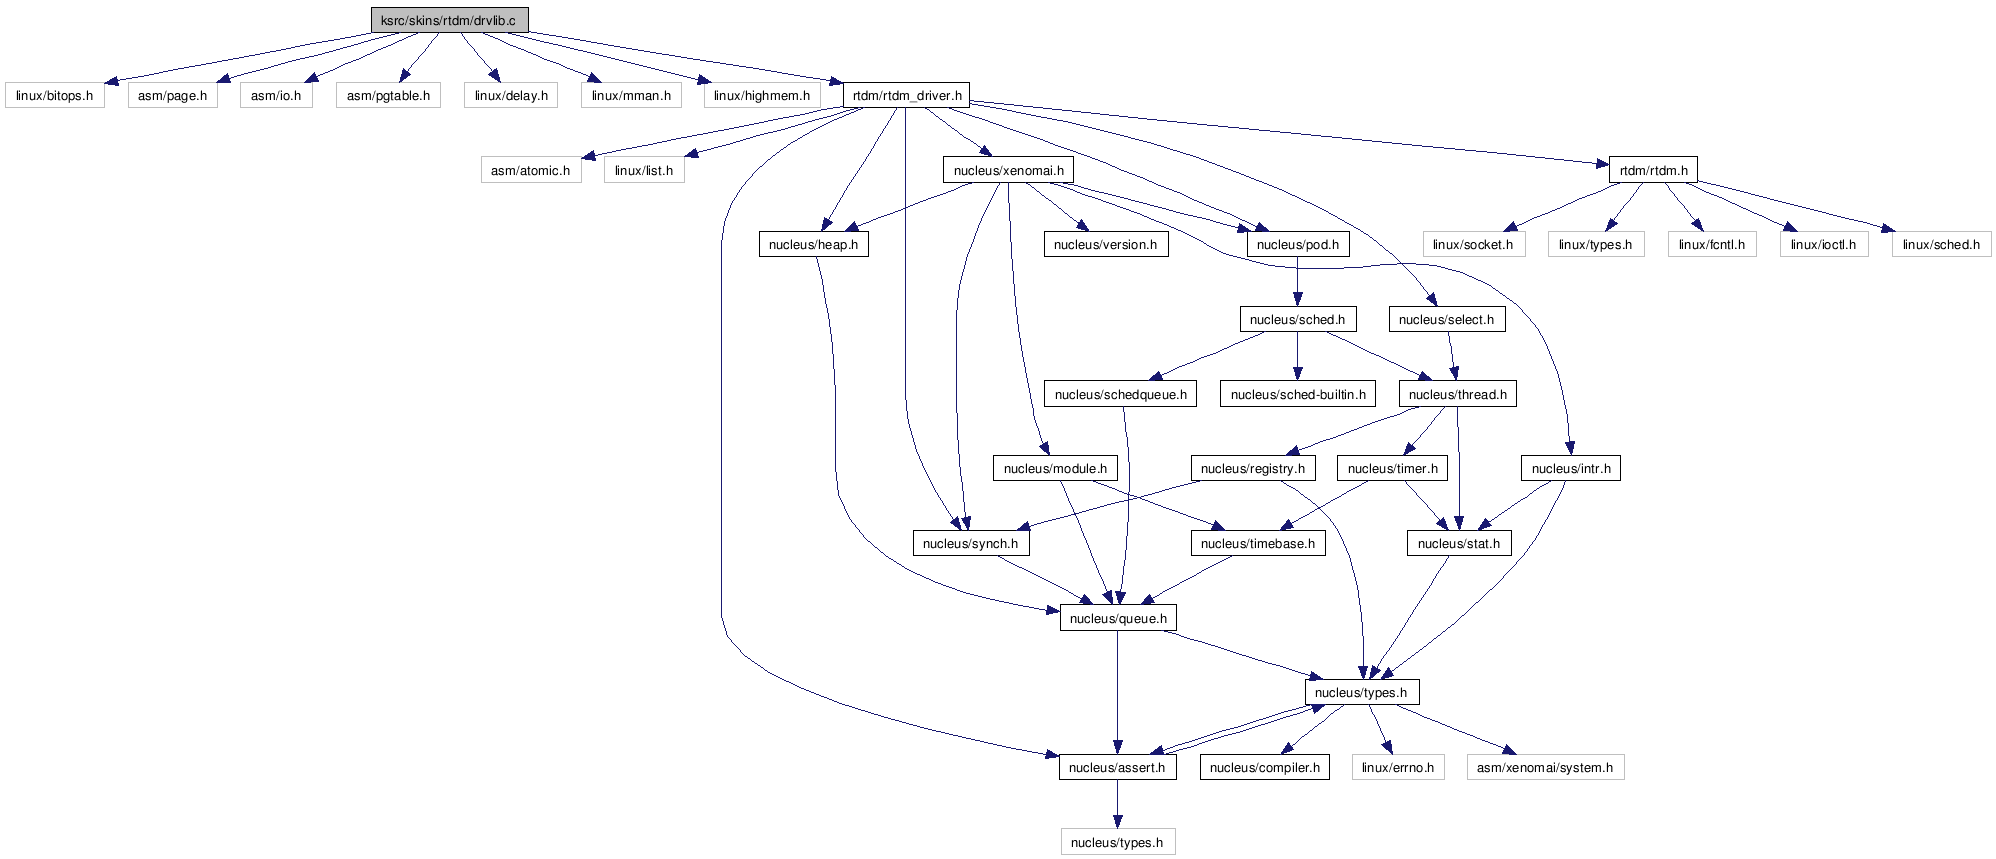 ksrc/skins/rtdm/drvlib.c
linux/bitops.h
asm/page.h
asm/io.h
asm/pgtable.h
linux/delay.h
linux/mman.h
linux/highmem.h
rtdm/rtdm_driver.h
asm/atomic.h
linux/list.h
nucleus/xenomai.h
rtdm/rtdm.h
nucleus/heap.h
nucleus/version.h
nucleus/pod.h
linux/socket.h
linux/types.h
linux/fcntl.h
linux/ioctl.h
linux/sched.h
nucleus/sched.h
nucleus/select.h
nucleus/schedqueue.h
nucleus/sched-builtin.h
nucleus/thread.h
nucleus/module.h
nucleus/registry.h
nucleus/timer.h
nucleus/intr.h
nucleus/synch.h
nucleus/timebase.h
nucleus/stat.h
nucleus/queue.h
nucleus/types.h
nucleus/assert.h
nucleus/compiler.h
linux/errno.h
asm/xenomai/system.h
nucleus/types.h